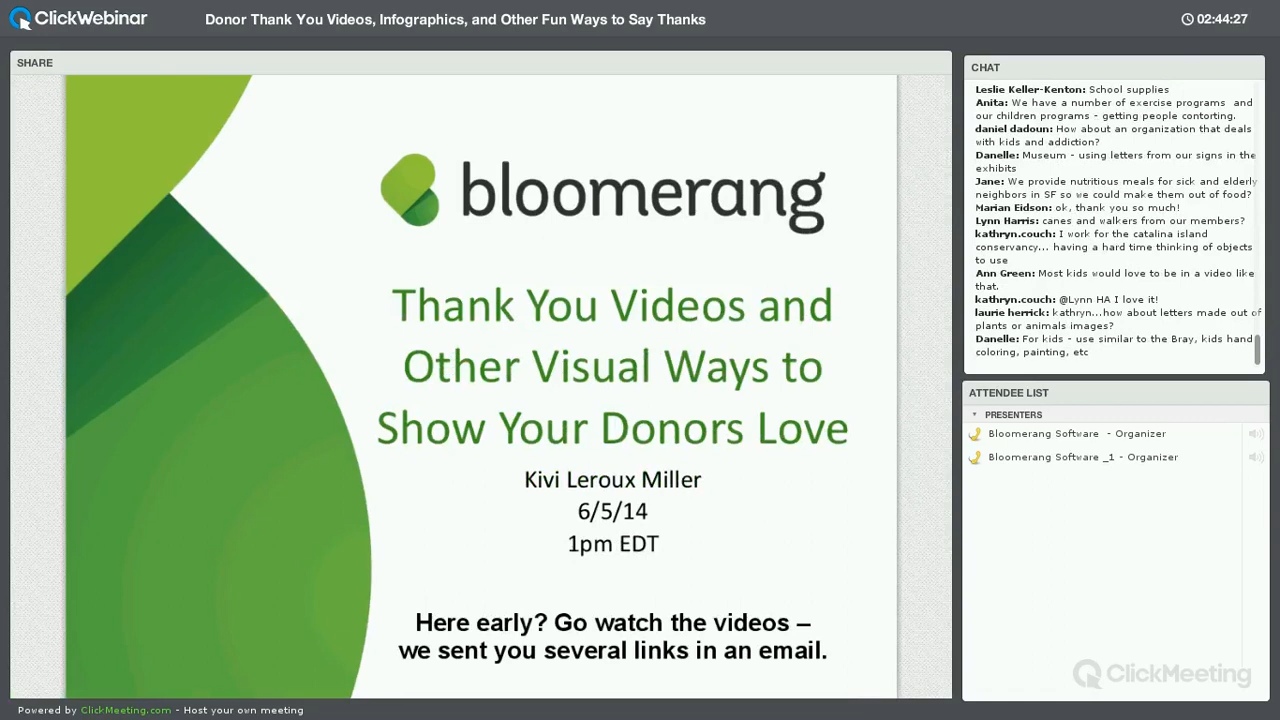 ClickWebinar
Donor Thank You Videos, Infographics, and Other Fun Ways to Say Thanks
02:44:27
SHARE
bloomerang
Thank You Videos and
Other Visual Ways to
Show Your Donors Love
Kivi Leroux Miller
6/5/14
1pm EDT
Here early? Go watch the videos –
we sent you several links in an email.
CHAT
Leslie Keller-Kenton: School supplies
Anita: We have a number of exercise programs and
our children programs - getting people contorting.
daniel dadoun: How about an organization that deals
with kids and addiction?
Danelle: Museum - using letters from our signs in the
exhibits
Jane: We provide nutritious meals for sick and elderly
neighbors in SF so we could make them out of food?
Marian Eidson: ok, thank you so much!
Lynn Harris: canes and walkers from our members?
kathryn.couch: I work for the catalina island
conservancy... having a hard time thinking of objects
to use
Ann Green: Most kids would love to be in a video like
that.
kathryn.couch: @Lynn HA I love it!
laurie herrick: kathryn...how about letters made out of
plants or animals images?
Danelle: For kids - use similar to the Bray, kids hand
coloring, painting, etc
ATTENDEE LIST
PRESENTERS
Bloomerang Software - Organizer
Bloomerang Software _1 - Organizer
ClickMeeting
Powered by ClickMeeting.com - Host your own meeting